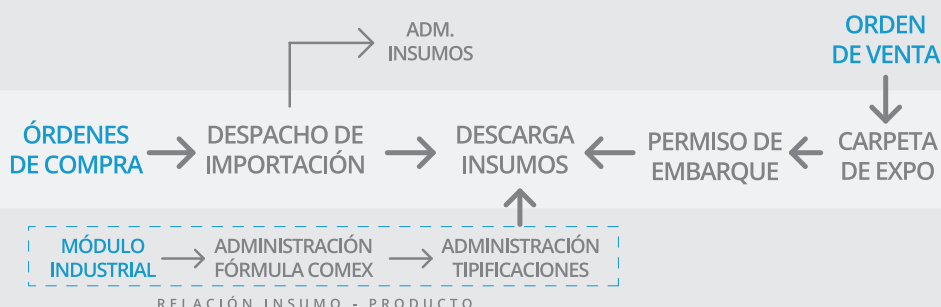 ADM.
INSUMOS
ORDEN
DE VENTA
ÓRDENES
DE COMPRA
DESPACHO DE
IMPORTACIÓN
DESCARGA
INSUMOS
PERMISO DE
EMBARQUE
CARPETA
DE EXPO
MÓDULO
INDUSTRIAL
ADMINISTRACIÓN
FÓRMULA COMEX
ADMINISTRACIÓN
TIPIFICACIONES
RELACIÓN INSUMO - PRODUCTO